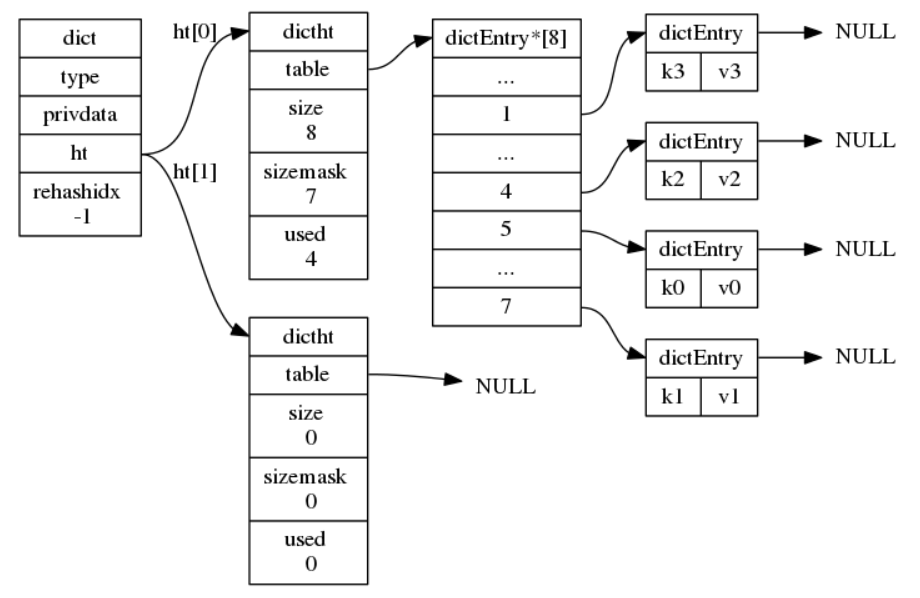 dict
type
privdata
ht
rehashidx
-1
ht[0]
ht[1]
dictht
table
size
8
sizemask
7
used
4
dictht
table
size
0
sizemask
0
used
0
NULL
dictEntry*[8]
...
1
...
4
5
...
7
dictEntry
k3 v3
NULL
dictEntry
k2 v2
NULL
dictEntry
k0 v0
NULL
dictEntry
k1 v1
NULL